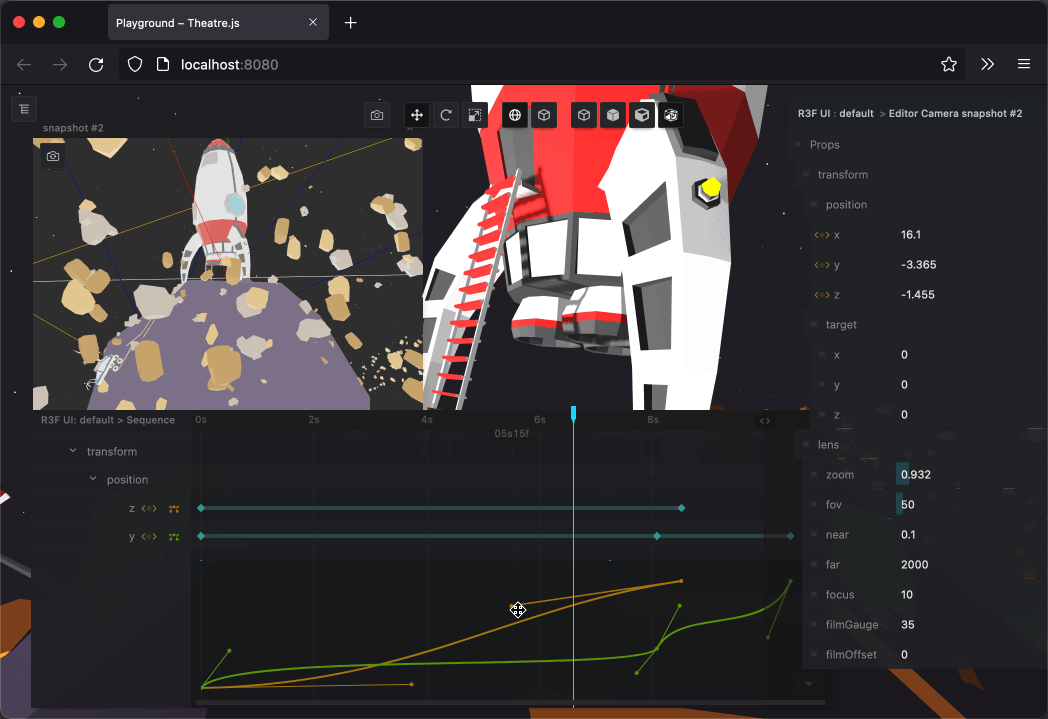 Playground – Theatre.js
localhost:8080
snapshot #2
R3F UI : default > Editor Camera snapshot #2
Props
transform
position
x 16.1
y -3.365
z -1.455
target
x 0
y 0
z 0
lens
zoom 0.932
fov 50
near 0.1
far 2000
focus 10
filmGauge 35
filmOffset 0
R3F UI: default > Sequence
0s 2s 4s 6s 8s
05s15f
transform
position
z
y